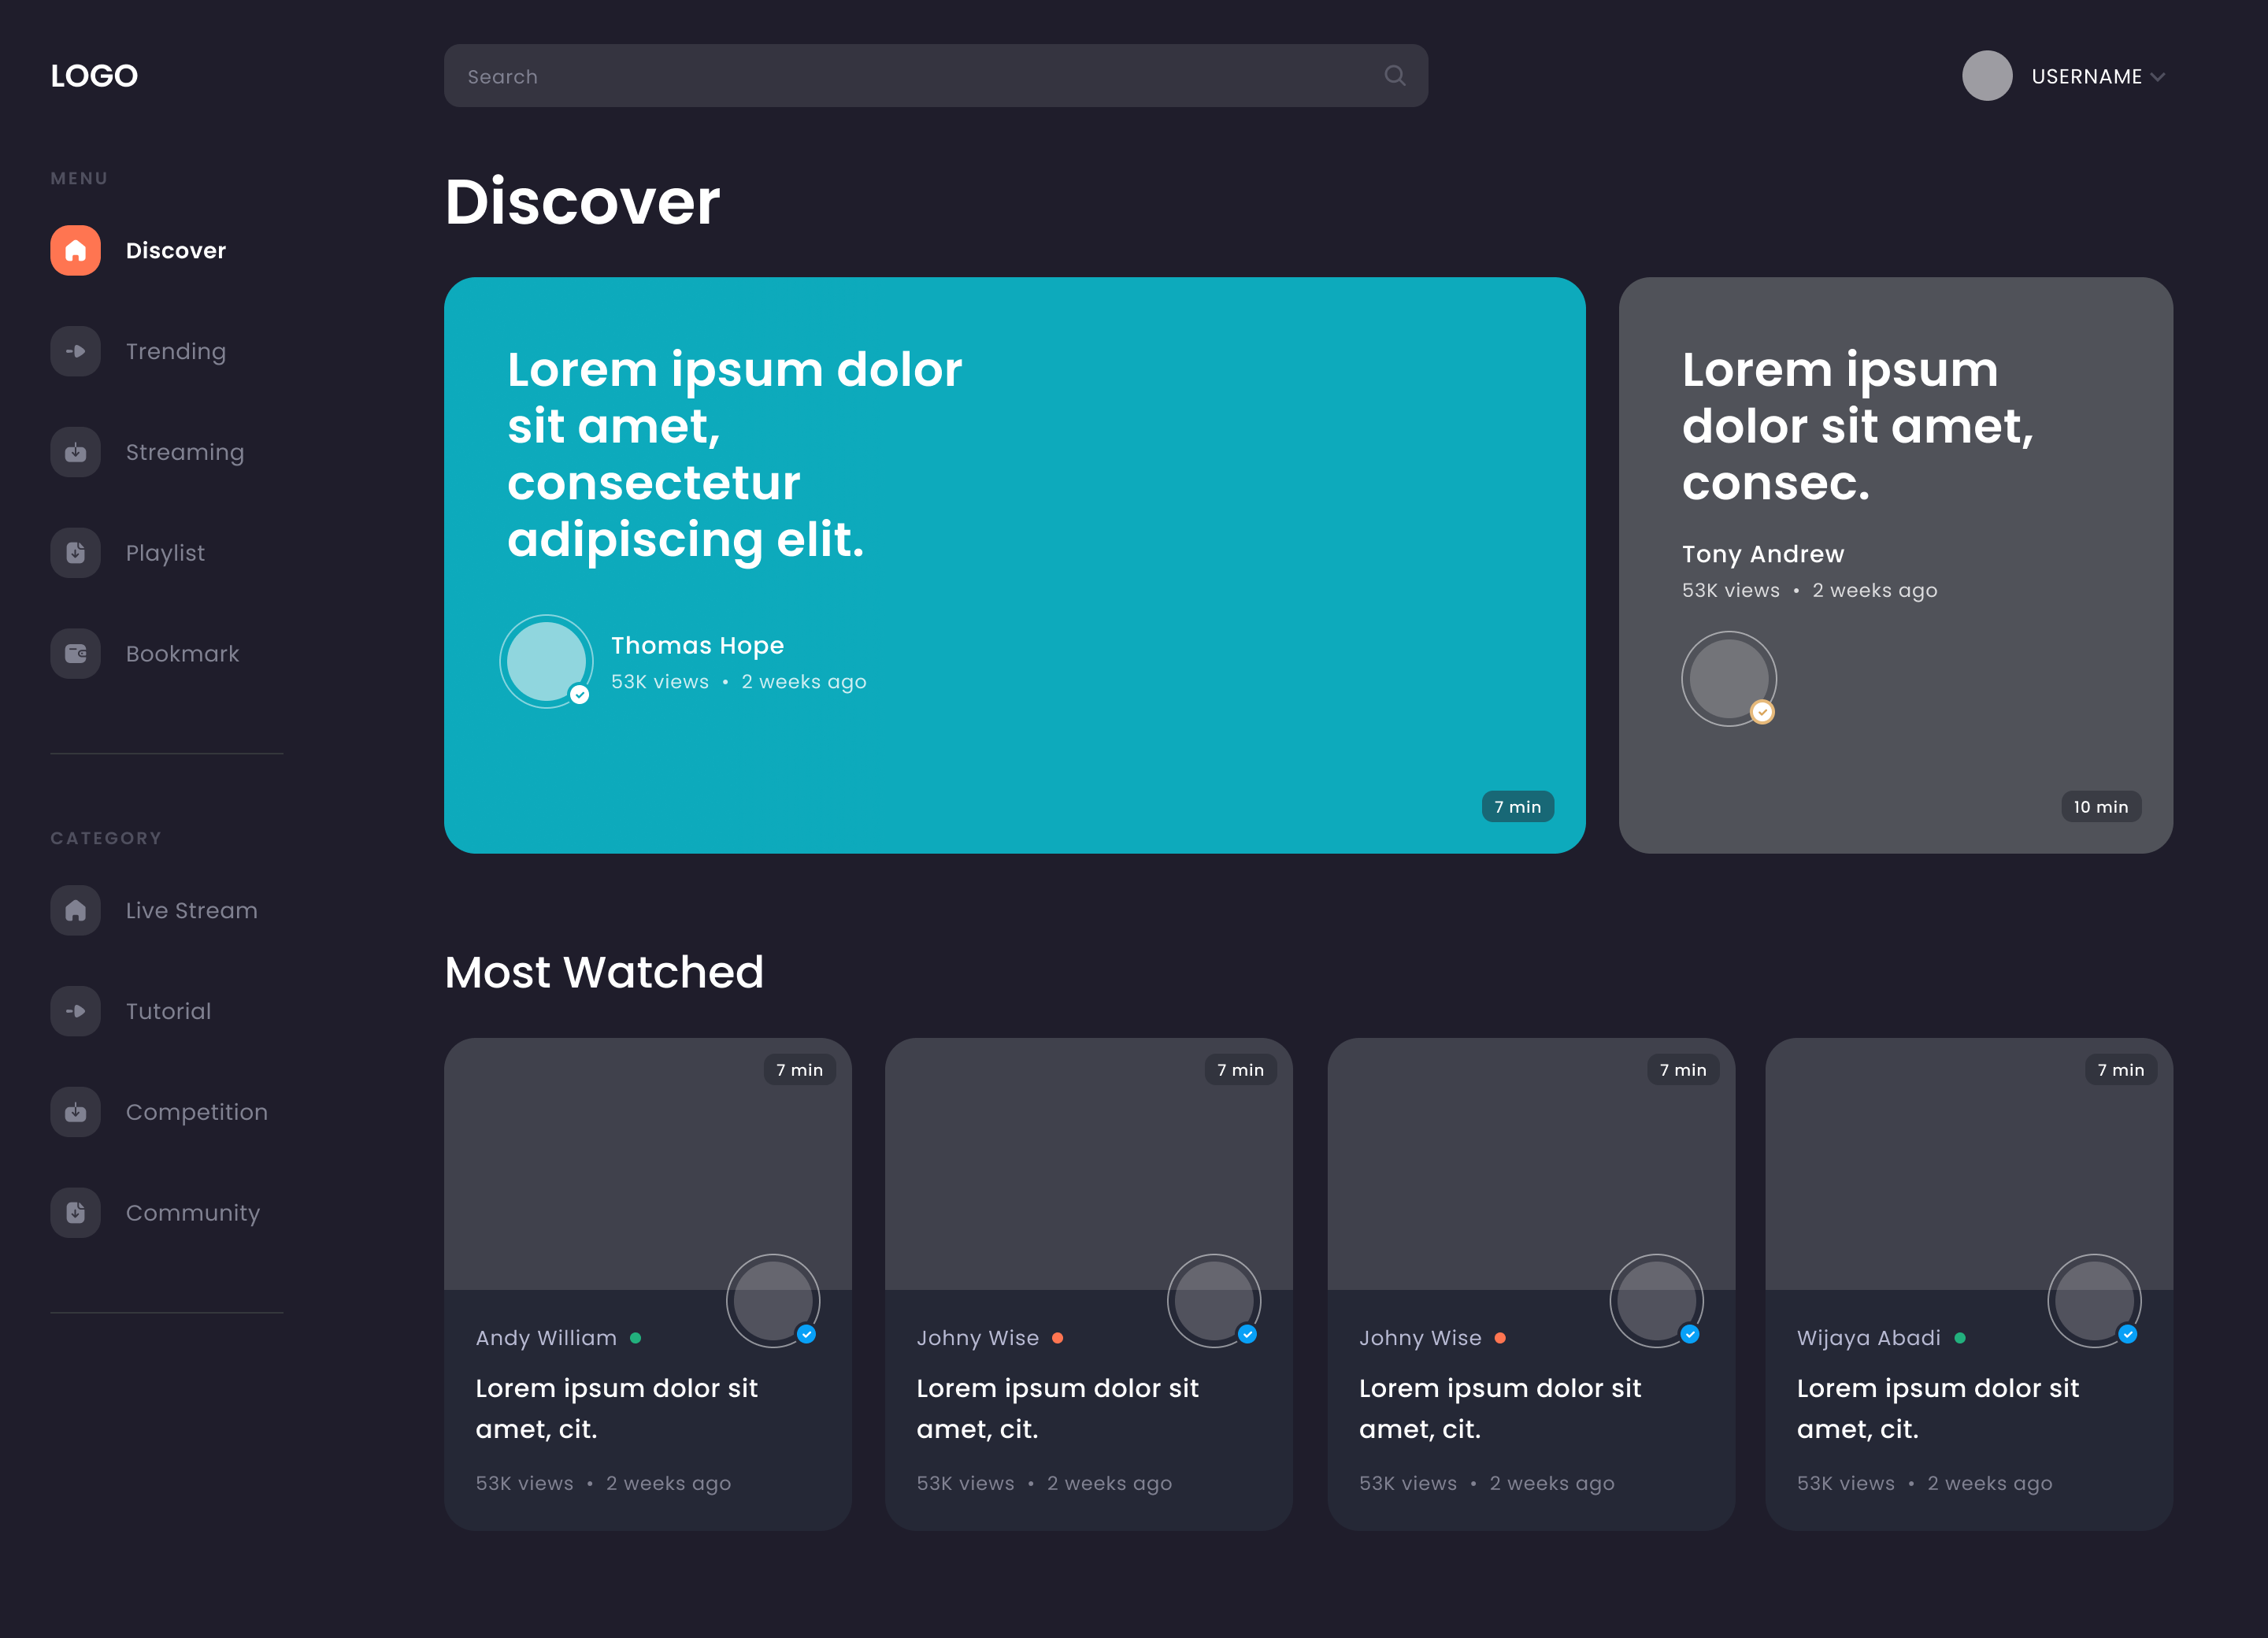 LOGO
Search
USERNAME
MENU
Discover
Trending
Streaming
Playlist
Bookmark
CATEGORY
Live Stream
Tutorial
Competition
Community
Discover
Lorem ipsum dolor
sit amet,
consectetur
adipiscing elit.
Thomas Hope
53K views • 2 weeks ago
7 min
Lorem ipsum
dolor sit amet,
consec.
Tony Andrew
53K views • 2 weeks ago
10 min
Most Watched
7 min
Andy William
Lorem ipsum dolor sit
amet, cit.
53K views • 2 weeks ago
7 min
Johny Wise
Lorem ipsum dolor sit
amet, cit.
53K views • 2 weeks ago
7 min
Johny Wise
Lorem ipsum dolor sit
amet, cit.
53K views • 2 weeks ago
7 min
Wijaya Abadi
Lorem ipsum dolor sit
amet, cit.
53K views • 2 weeks ago